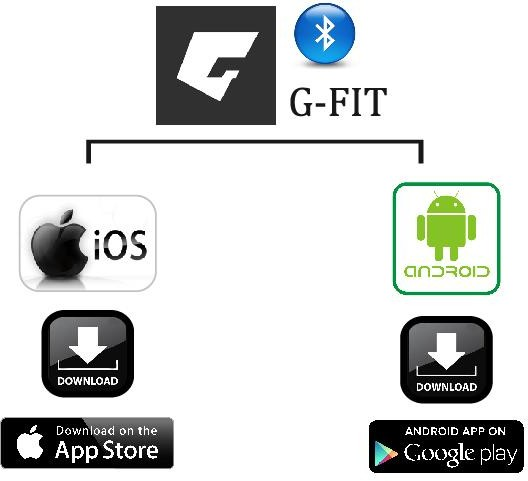 G-FIT
iOS
ANDROID
DOWNLOAD
DOWNLOAD
Download on the
App Store
ANDROID APP ON
Google play